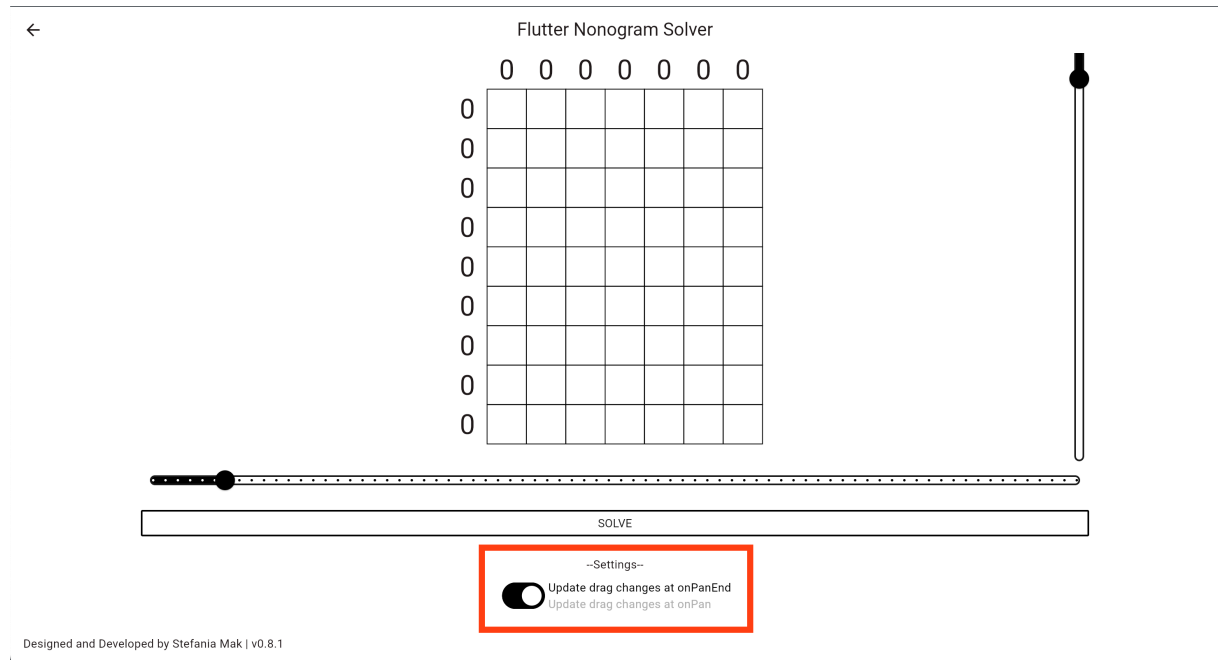 Flutter Nonogram Solver
0 0 0 0 0 0 0
0
0
0
0
0
0
0
0
0
SOLVE
--Settings--
Update drag changes at onPanEnd
Update drag changes at onPan
Designed and Developed by Stefania Mak | v0.8.1